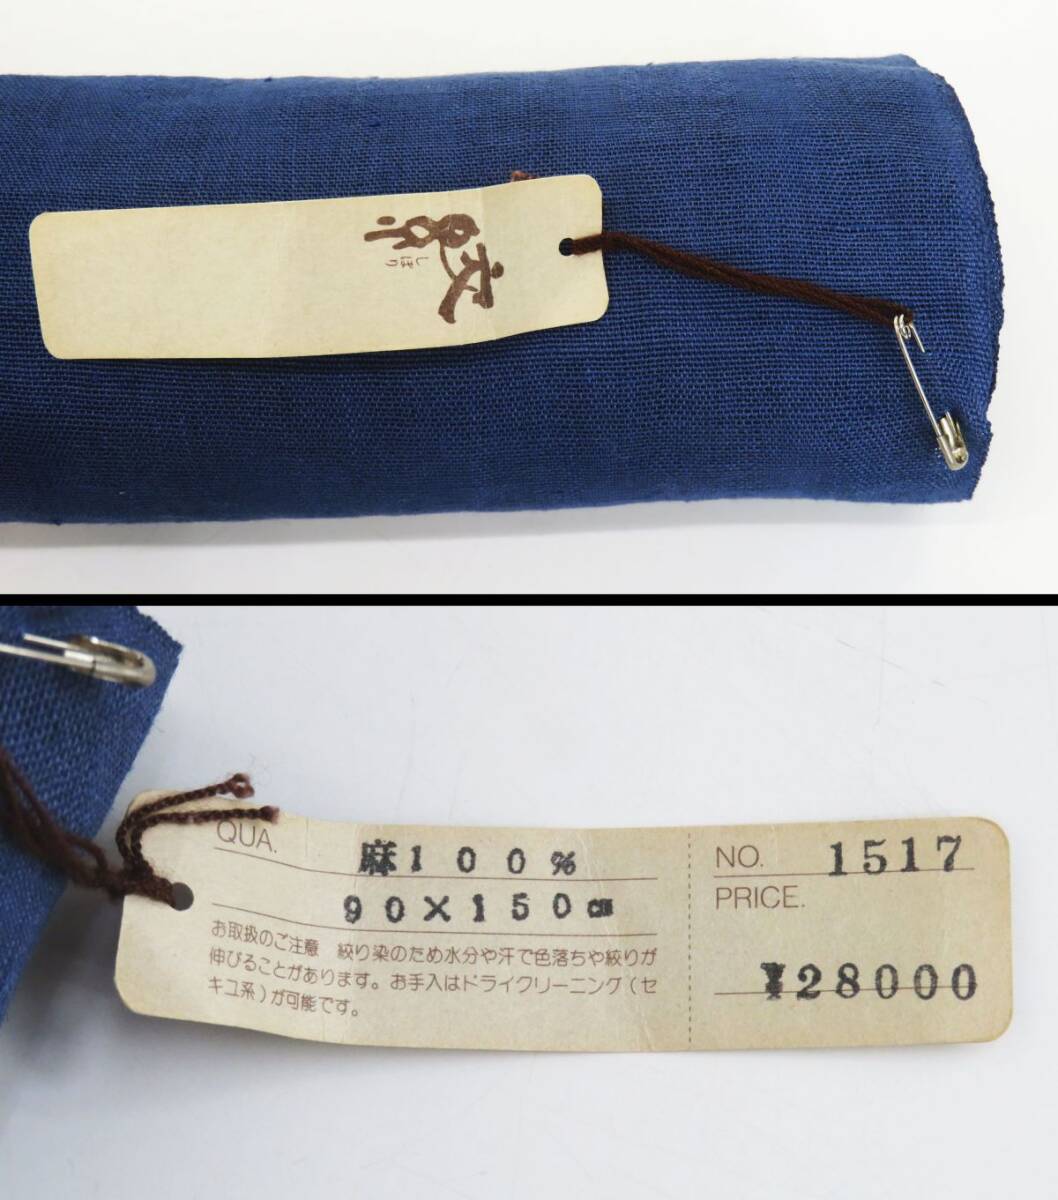 しぼり
QUA.
麻100%
90×150㎝
お取扱のご注意 絞り染のため水分や汗で色落ちや絞りが
伸びることがあります。お手入はドライクリーニング(セ
キユ系)が可能です。
NO. 1517
PRICE.
¥28000